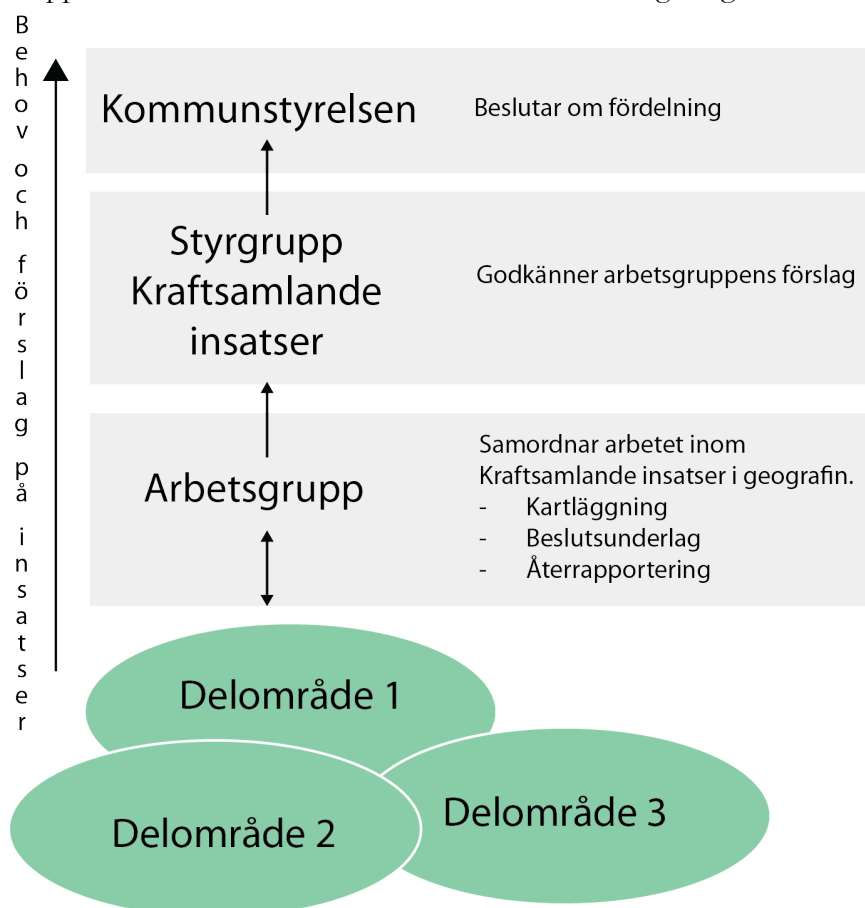 Behov och förslag på insatser
Kommunstyrelsen
Beslutar om fördelning
Styrgrupp
Kraftsamlande
insatser
Godkänner arbetsgruppens förslag
Arbetsgrupp
Samordnar arbetet inom
Kraftsamlande insatser i geografin.
- Kartläggning
- Beslutsunderlag
- Återrapportering
Delområde 1
Delområde 2
Delområde 3